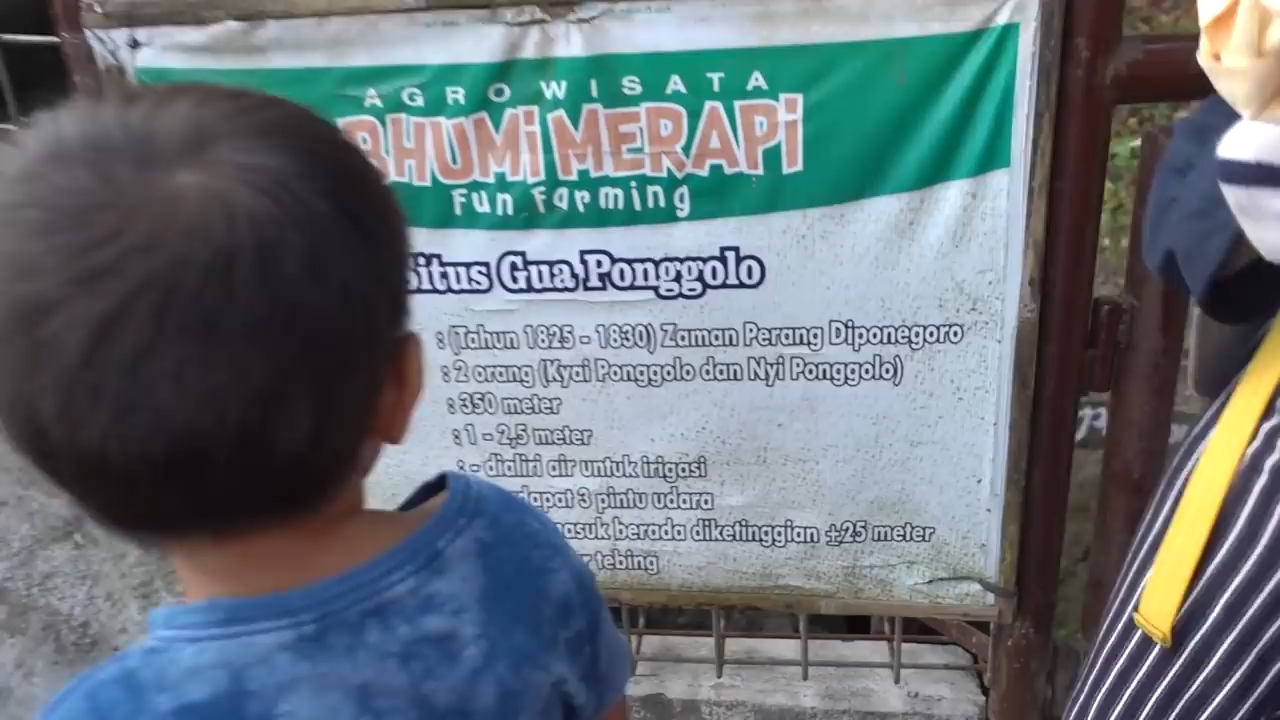 AGRO WISATA
BHUMi MERAPi
Fun Farming
Situs Gua Ponggolo
: (Tahun 1825 - 1830) Zaman Perang Diponegoro
: 2 orang (Kyai Ponggolo dan Nyi Ponggolo)
: 350 meter
: 1 - 2,5 meter
: - dialiri air untuk irigasi
dapat 3 pintu udara
asuk berada diketinggian ±25 meter
tebing